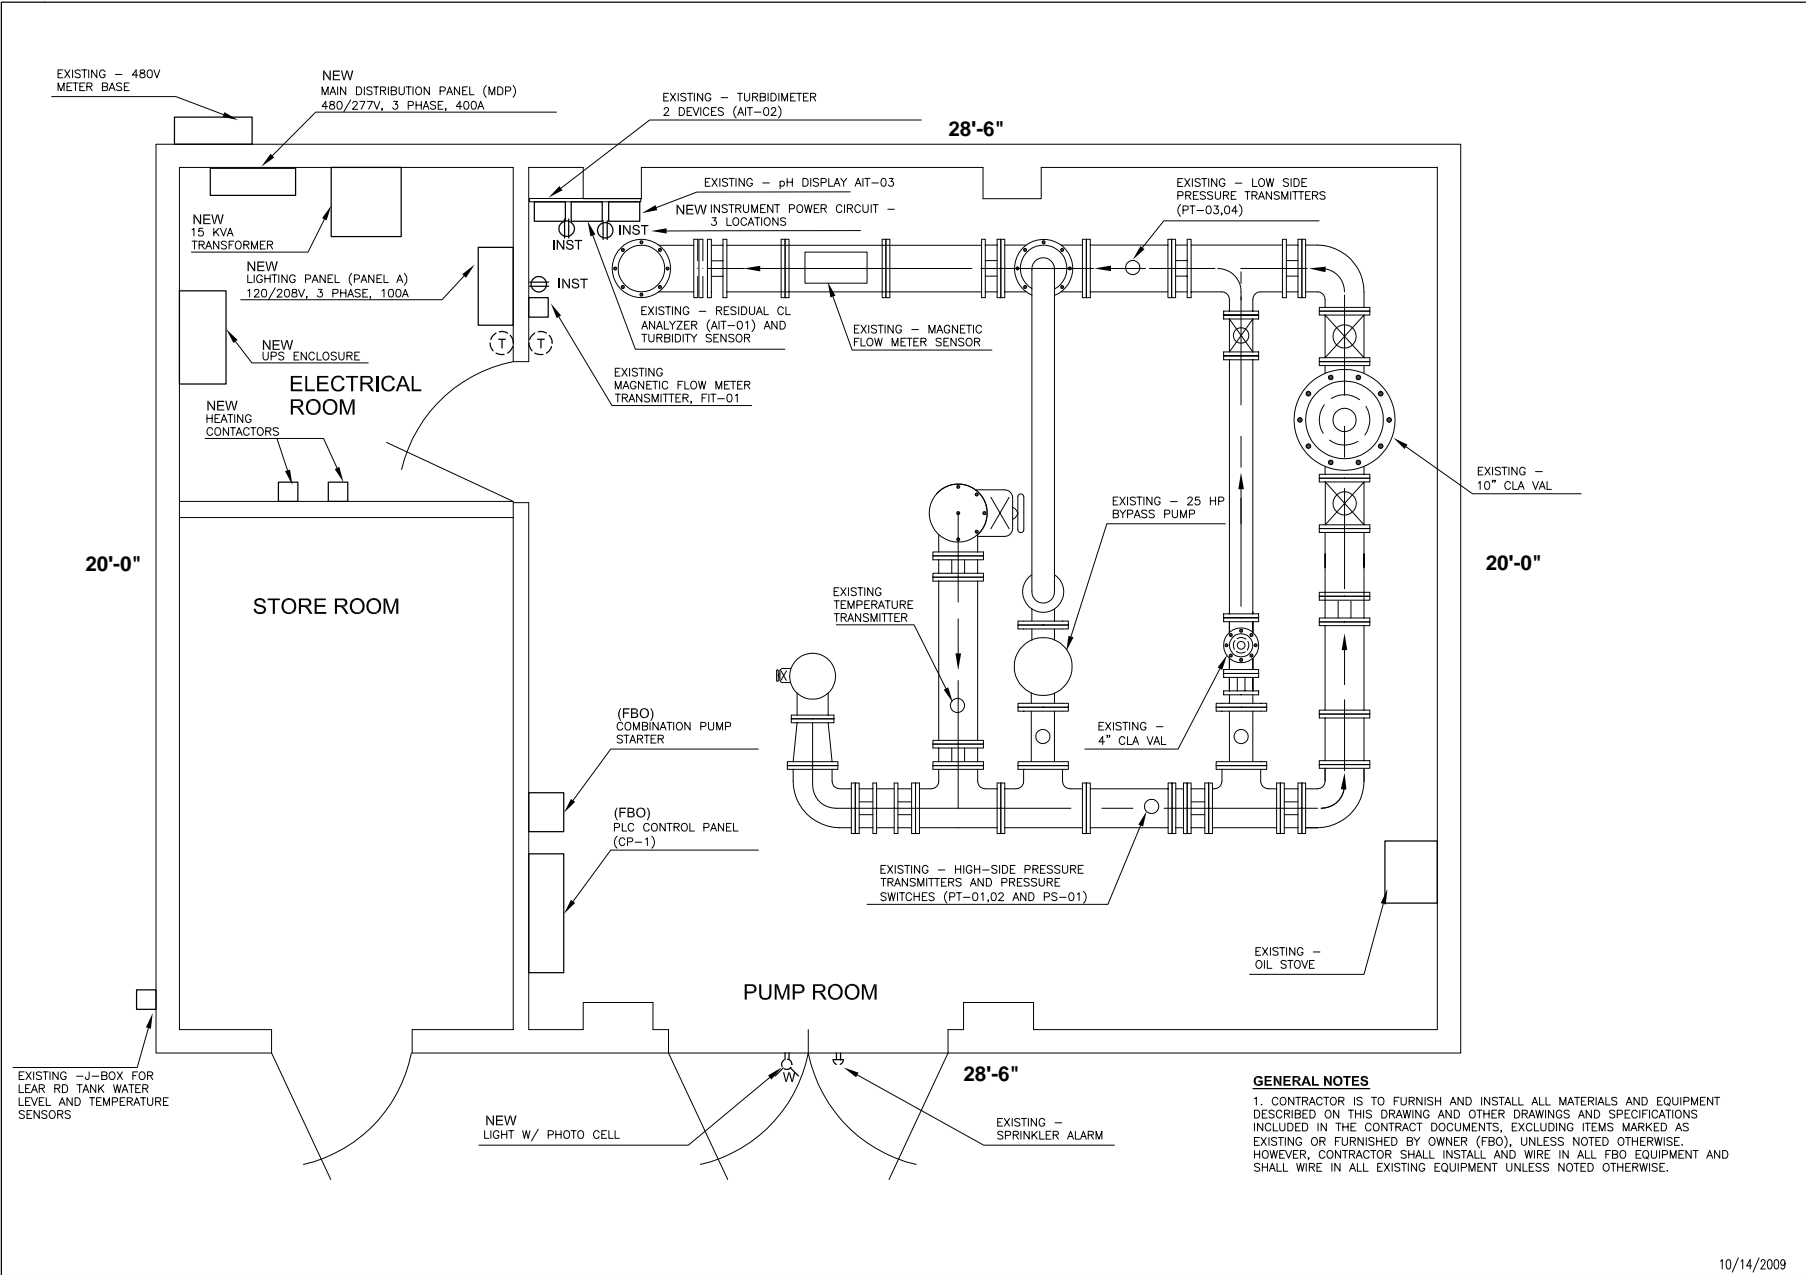 EXISTING – 480V
METER BASE
NEW
MAIN DISTRIBUTION PANEL (MDP)
480/277V, 3 PHASE, 400A
EXISTING – TURBIDIMETER
2 DEVICES (AIT–02)
28'-6"
EXISTING – pH DISPLAY AIT–03
NEW INSTRUMENT POWER CIRCUIT –
3 LOCATIONS
EXISTING – LOW SIDE
PRESSURE TRANSMITTERS
(PT–03,04)
NEW
15 KVA
TRANSFORMER
INST
INST
INST
NEW
LIGHTING PANEL (PANEL A)
120/208V, 3 PHASE, 100A
EXISTING – RESIDUAL CL
ANALYZER (AIT–01) AND
TURBIDITY SENSOR
EXISTING – MAGNETIC
FLOW METER SENSOR
NEW
UPS ENCLOSURE
T
T
EXISTING
MAGNETIC FLOW METER
TRANSMITTER, FIT–01
ELECTRICAL
ROOM
NEW
HEATING
CONTACTORS
EXISTING –
10" CLA VAL
EXISTING – 25 HP
BYPASS PUMP
20'-0"
20'-0"
STORE ROOM
EXISTING
TEMPERATURE
TRANSMITTER
(FBO)
COMBINATION PUMP
STARTER
EXISTING –
4" CLA VAL
(FBO)
PLC CONTROL PANEL
(CP–1)
EXISTING – HIGH–SIDE PRESSURE
TRANSMITTERS AND PRESSURE
SWITCHES (PT–01,02 AND PS–01)
EXISTING –
OIL STOVE
PUMP ROOM
EXISTING –J–BOX FOR
LEAR RD TANK WATER
LEVEL AND TEMPERATURE
SENSORS
W
28'-6"
NEW
LIGHT W/ PHOTO CELL
EXISTING –
SPRINKLER ALARM
GENERAL NOTES
1. CONTRACTOR IS TO FURNISH AND INSTALL ALL MATERIALS AND EQUIPMENT
DESCRIBED ON THIS DRAWING AND OTHER DRAWINGS AND SPECIFICATIONS
INCLUDED IN THE CONTRACT DOCUMENTS, EXCLUDING ITEMS MARKED AS
EXISTING OR FURNISHED BY OWNER (FBO), UNLESS NOTED OTHERWISE.
HOWEVER, CONTRACTOR SHALL INSTALL AND WIRE IN ALL FBO EQUIPMENT AND
SHALL WIRE IN ALL EXISTING EQUIPMENT UNLESS NOTED OTHERWISE.
10/14/2009